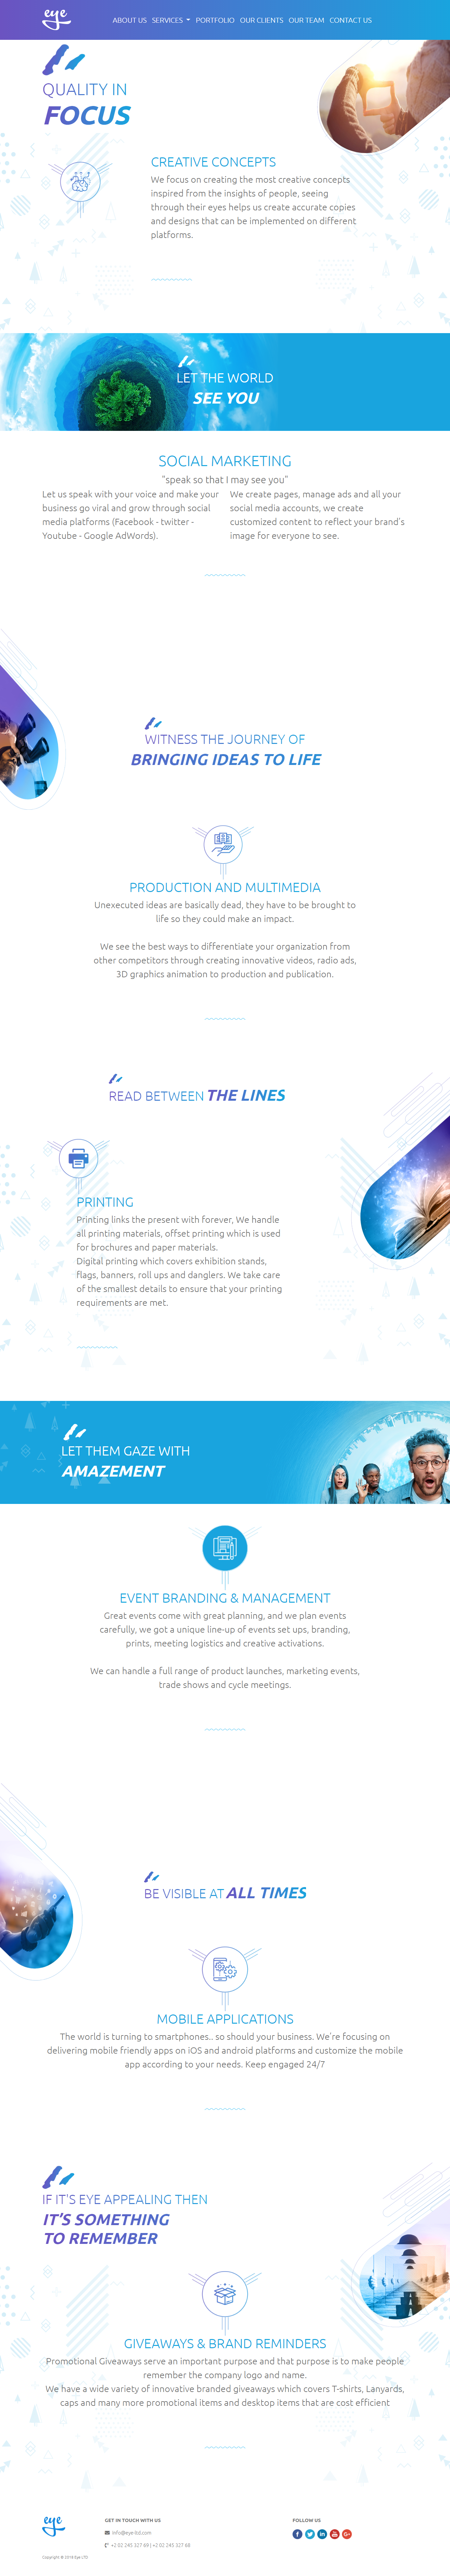 eye
ABOUT US SERVICES PORTFOLIO OUR CLIENTS OUR TEAM CONTACT US
QUALITY IN
FOCUS
CREATIVE CONCEPTS
We focus on creating the most creative concepts
inspired from the insights of people, seeing
through their eyes helps us create accurate copies
and designs that can be implemented on different
platforms.
LET THE WORLD
SEE YOU
SOCIAL MARKETING
"speak so that I may see you"
Let us speak with your voice and make your
business go viral and grow through social
media platforms (Facebook - twitter -
Youtube - Google AdWords).
We create pages, manage ads and all your
social media accounts, we create
customized content to reflect your brand's
image for everyone to see.
WITNESS THE JOURNEY OF
BRINGING IDEAS TO LIFE
PRODUCTION AND MULTIMEDIA
Unexecuted ideas are basically dead, they have to be brought to
life so they could make an impact.
We see the best ways to differentiate your organization from
other competitors through creating innovative videos, radio ads,
3D graphics animation to production and publication.
READ BETWEEN THE LINES
PRINTING
Printing links the present with forever, We handle
all printing materials, offset printing which is used
for brochures and paper materials.
Digital printing which covers exhibition stands,
flags, banners, roll ups and danglers. We take care
of the smallest details to ensure that your printing
requirements are met.
LET THEM GAZE WITH
AMAZEMENT
EVENT BRANDING & MANAGEMENT
Great events come with great planning, and we plan events
carefully, we got a unique line-up of events set ups, branding,
prints, meeting logistics and creative activations.
We can handle a full range of product launches, marketing events,
trade shows and cycle meetings.
BE VISIBLE AT ALL TIMES
MOBILE APPLICATIONS
The world is turning to smartphones.. so should your business. We're focusing on
delivering mobile friendly apps on iOS and android platforms and customize the mobile
app according to your needs. Keep engaged 24/7
IF IT'S EYE APPEALING THEN
IT'S SOMETHING
TO REMEMBER
GIVEAWAYS & BRAND REMINDERS
Promotional Giveaways serve an important purpose and that purpose is to make people
remember the company logo and name.
We have a wide variety of innovative branded giveaways which covers T-shirts, Lanyards,
caps and many more promotional items and desktop items that are cost efficient
eye
GET IN TOUCH WITH US
info@eye-ltd.com
+2 02 245 327 69 | +2 02 245 327 68
FOLLOW US
Copyright © 2018 Eye LTD